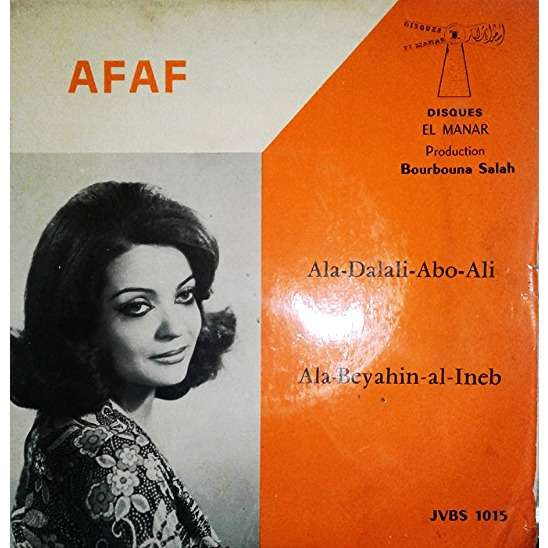 AFAF
DISQUES
EL MANAR
DISQUES
EL MANAR
Production
Bourbouna Salah
Ala-Dalali-Abo-Ali
Ala-Beyahin-al-Ineb
JVBS 1015